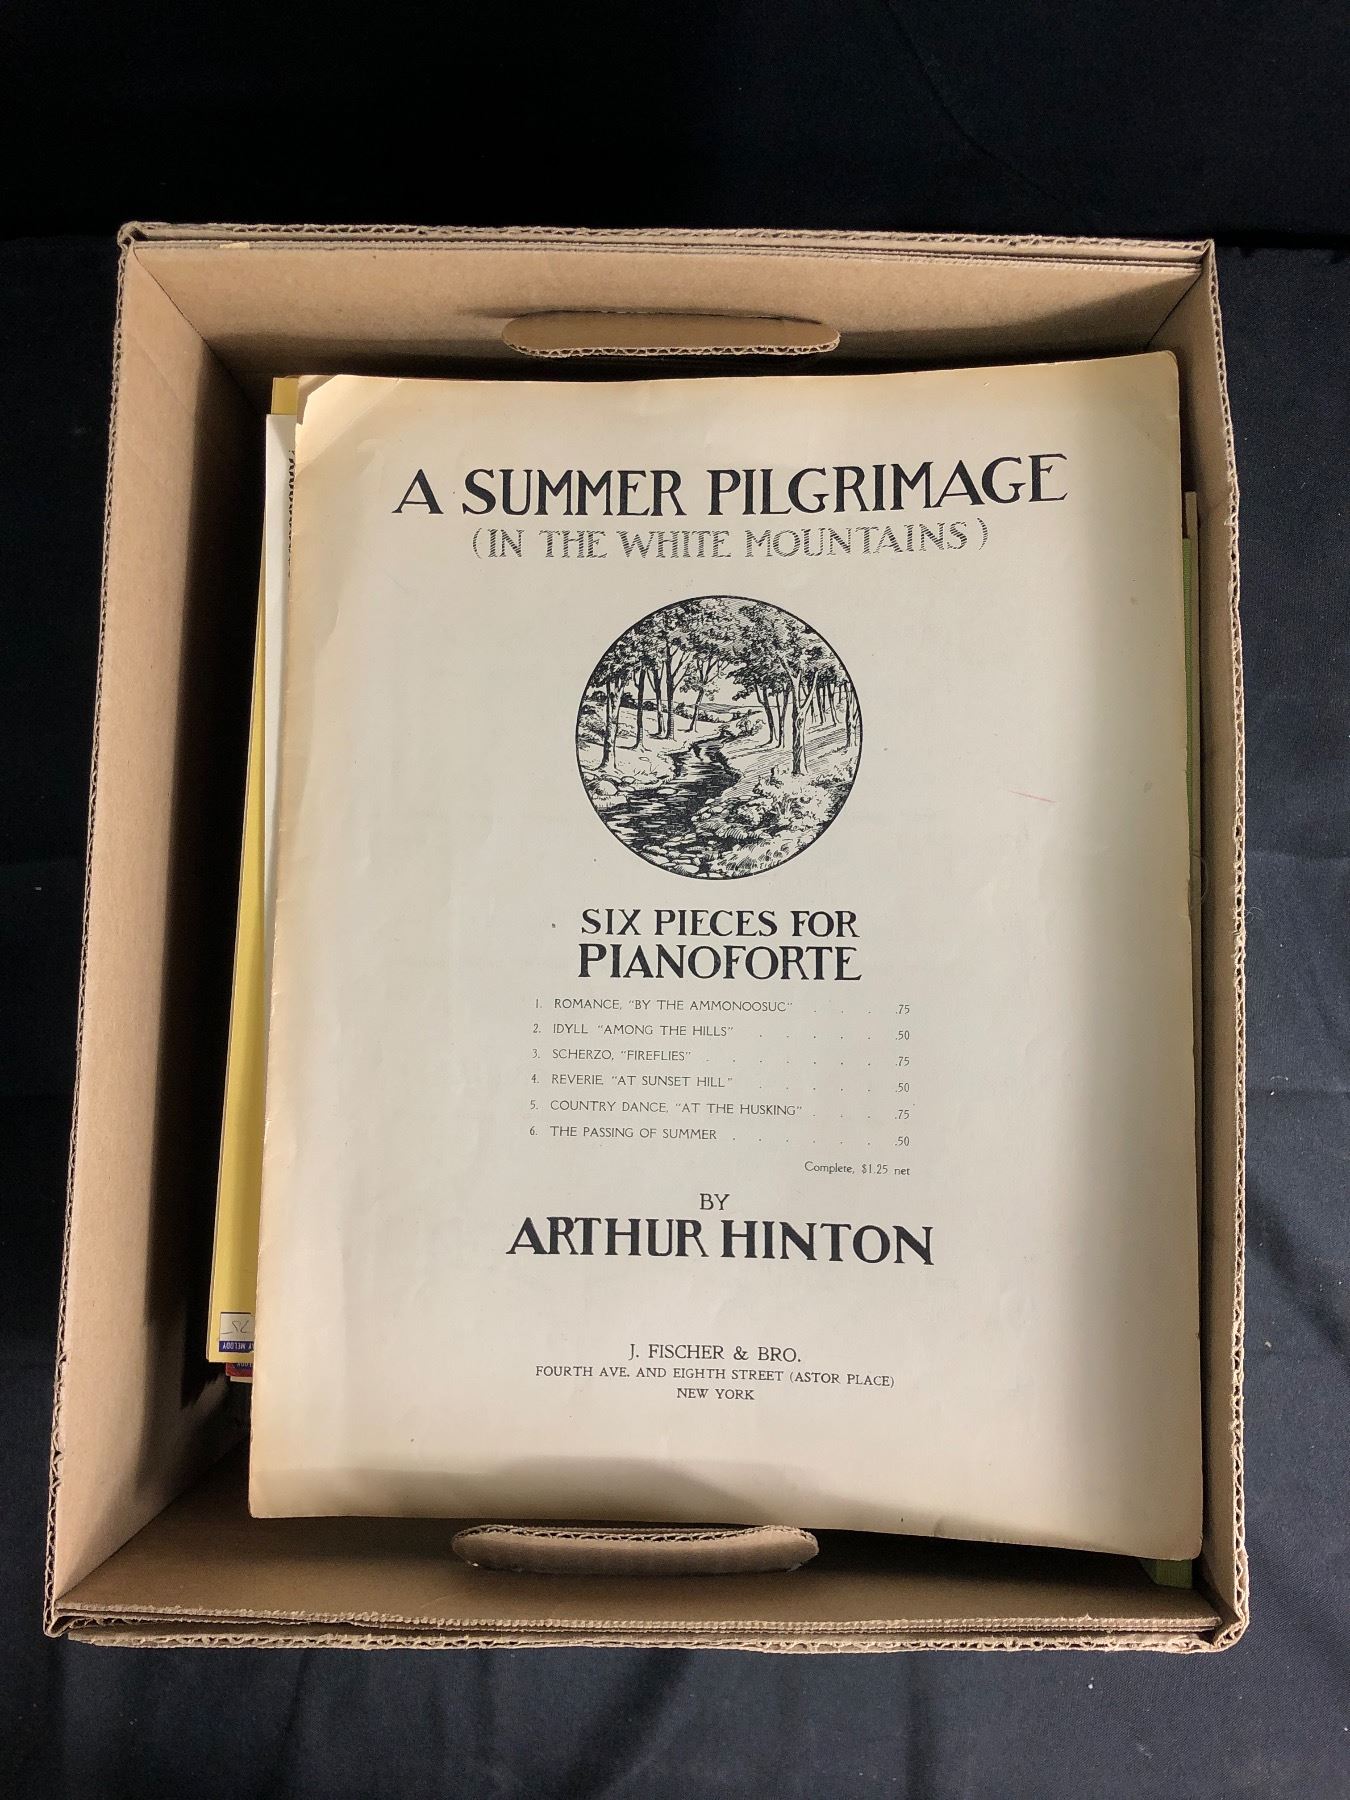 A SUMMER PILGRIMAGE
(IN THE WHITE MOUNTAINS)
SIX PIECES FOR
PIANOFORTE
1. ROMANCE, "BY THE AMMONOOSUC" . . . .75
2. IDYLL "AMONG THE HILLS" . . . . . .50
3. SCHERZO, "FIREFLIES" . . . . . . .75
4. REVERIE, "AT SUNSET HILL" . . . . . .50
5. COUNTRY DANCE, "AT THE HUSKING" . . . .75
6. THE PASSING OF SUMMER . . . . . . .50
Complete, $1.25 net
BY
ARTHUR HINTON
J. FISCHER & BRO.
FOURTH AVE. AND EIGHTH STREET (ASTOR PLACE)
NEW YORK
MELODY